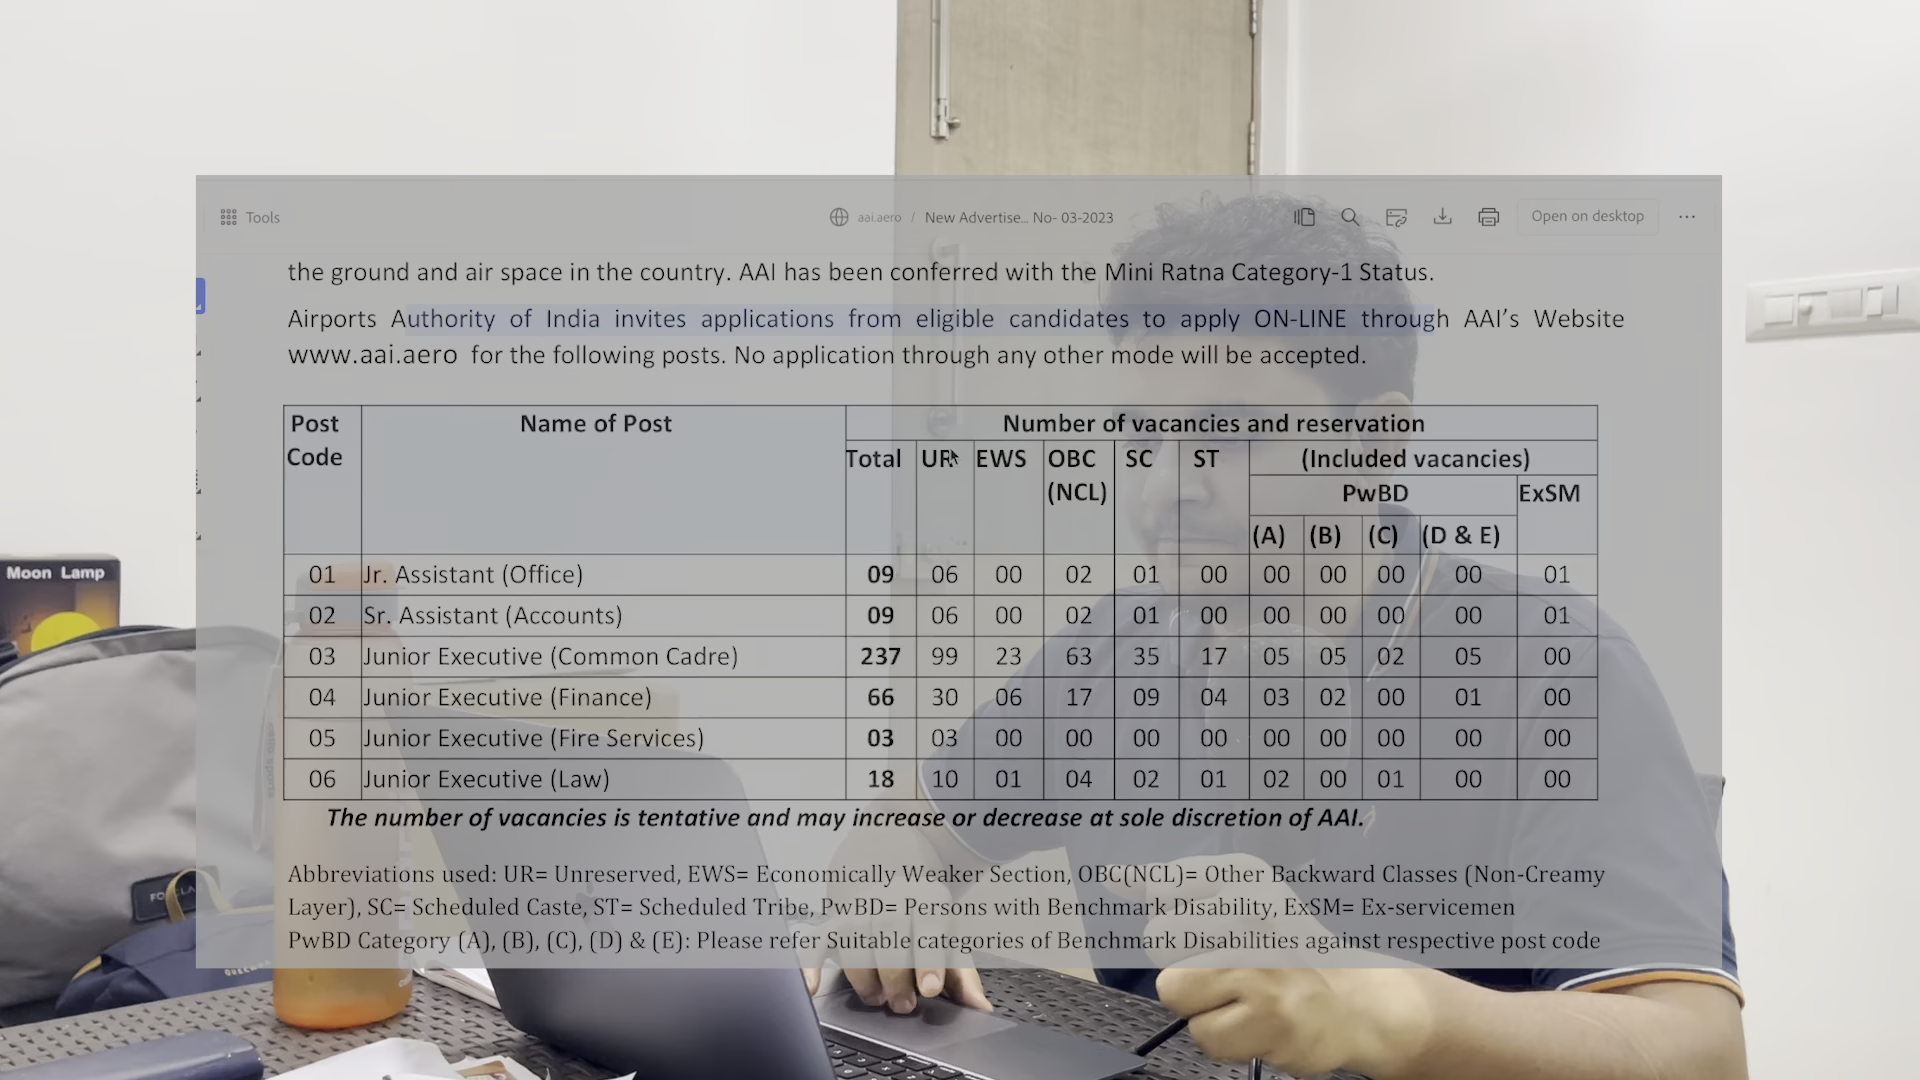 Tools
aai.aero / New Advertise... No- 03-2023
Open on desktop
the ground and air space in the country. AAI has been conferred with the Mini Ratna Category-1 Status.
Airports Authority of India invites applications from eligible candidates to apply ON-LINE through AAI’s Website
www.aai.aero for the following posts. No application through any other mode will be accepted.
Post Code Name of Post Number of vacancies and reservation
Total UR EWS OBC (NCL) SC ST (Included vacancies)
PwBD ExSM
(A) (B) (C) (D & E)
01 Jr. Assistant (Office) 09 06 00 02 01 00 00 00 00 00 01
02 Sr. Assistant (Accounts) 09 06 00 02 01 00 00 00 00 00 01
03 Junior Executive (Common Cadre) 237 99 23 63 35 17 05 05 02 05 00
04 Junior Executive (Finance) 66 30 06 17 09 04 03 02 00 01 00
05 Junior Executive (Fire Services) 03 03 00 00 00 00 00 00 00 00 00
06 Junior Executive (Law) 18 10 01 04 02 01 02 00 01 00 00
The number of vacancies is tentative and may increase or decrease at sole discretion of AAI.
Abbreviations used: UR= Unreserved, EWS= Economically Weaker Section, OBC(NCL)= Other Backward Classes (Non-Creamy
Layer), SC= Scheduled Caste, ST= Scheduled Tribe, PwBD= Persons with Benchmark Disability, ExSM= Ex-servicemen
PwBD Category (A), (B), (C), (D) & (E): Please refer Suitable categories of Benchmark Disabilities against respective post code
Moon Lamp